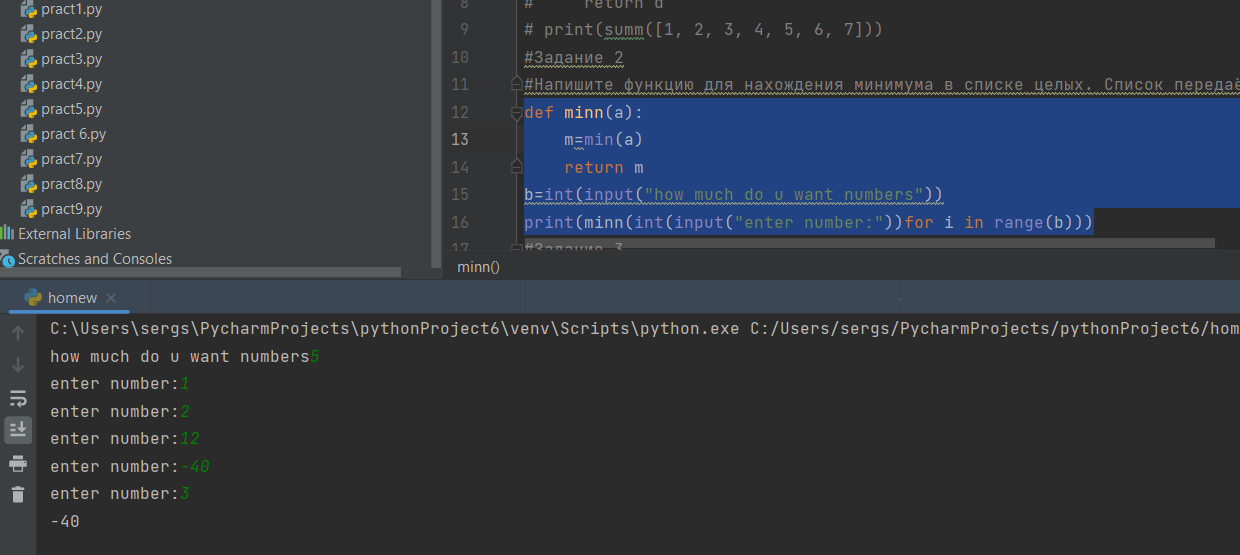 pract1.py
pract2.py
pract3.py
pract4.py
pract5.py
pract 6.py
pract7.py
pract8.py
pract9.py
External Libraries
Scratches and Consoles
8 #     return d
9 # print(summ([1, 2, 3, 4, 5, 6, 7]))
10 #Задание 2
11 #Напишите функцию для нахождения минимума в списке целых. Список передаё
12 def minn(a):
13     m=min(a)
14     return m
15 b=int(input("how much do u want numbers"))
16 print(minn(int(input("enter number:"))for i in range(b)))
17 #Задание 3
minn()
homew
C:\Users\sergs\PycharmProjects\pythonProject6\venv\Scripts\python.exe C:/Users/sergs/PycharmProjects/pythonProject6/hom
how much do u want numbers5
enter number:1
enter number:2
enter number:12
enter number:-40
enter number:3
-40